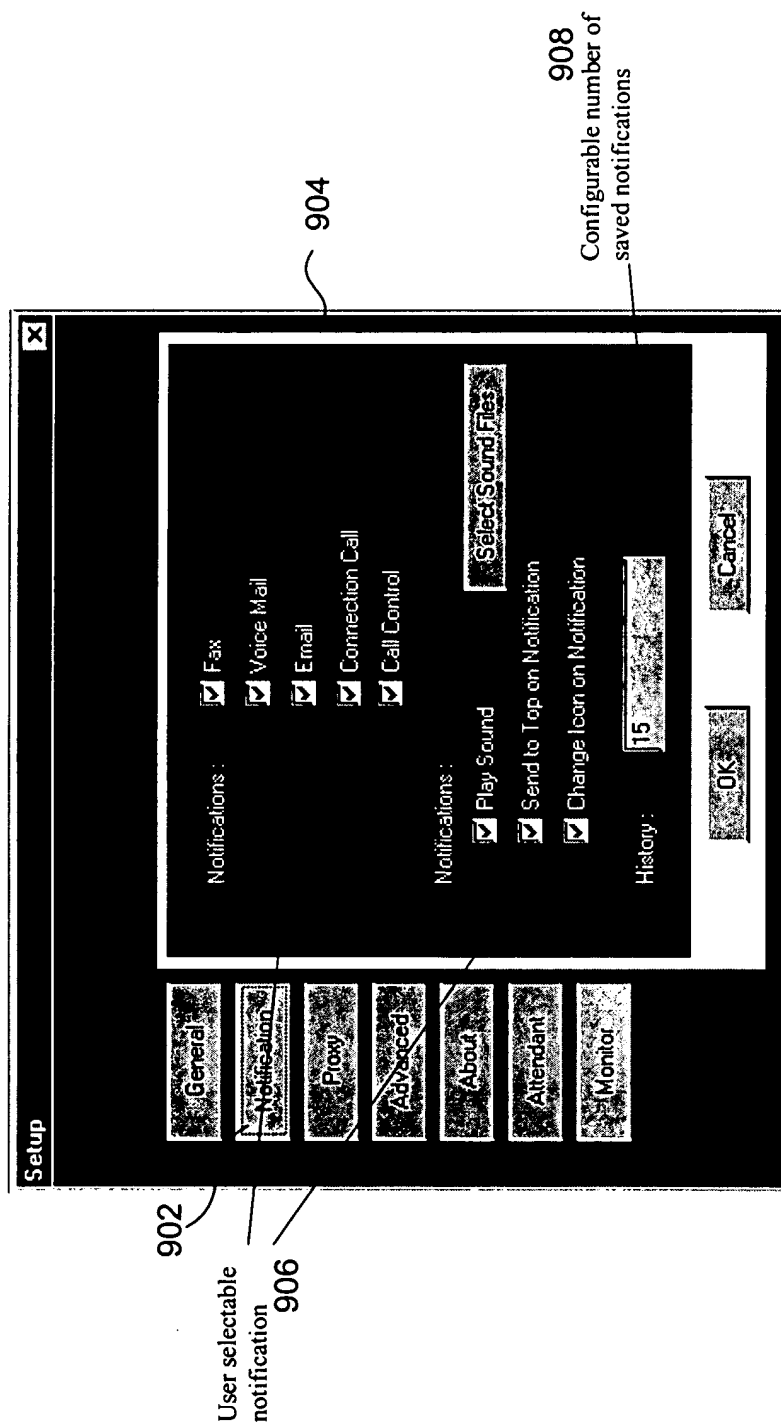 Setup
General
Notification
Proxy
Advanced
About
Attendant
Monitor
Notifications :
Fax
Voice Mail
Email
Connection Call
Call Control
Notifications :
Play Sound
Select Sound Files
Send to Top on Notification
Change Icon on Notification
History :
15
OK
Cancel
902
User selectable
notification
906
904
908
Configurable number of
saved notifications